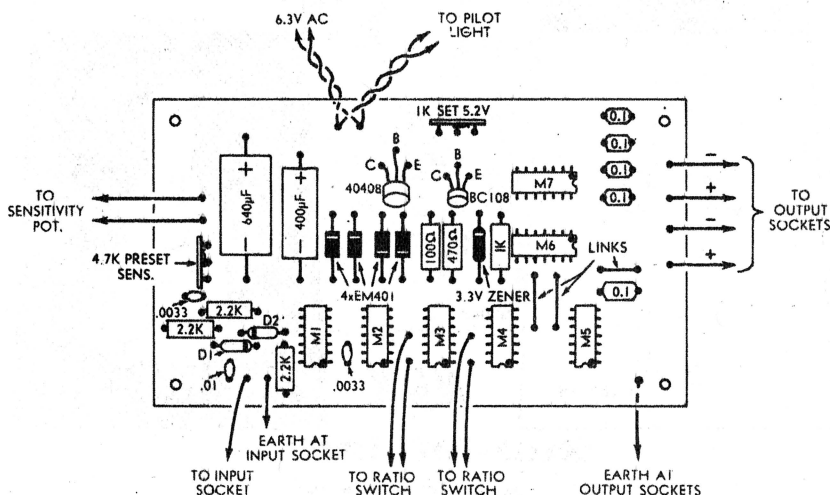 6.3V AC
TO PILOT
LIGHT
1K SET 5.2V
0.1
0.1
0.1
0.1
B
C
E
40408
B
C
E
BC108
M7
640µF
+
−
400µF
+
−
TO
SENSITIVITY
POT.
−
+
−
+
TO
OUTPUT
SOCKETS
4.7K PRESET
SENS.
100Ω
470Ω
1K
M6
LINKS
4xEM401
3.3V ZENER
0.1
.0033
2.2K
2.2K
D2
D1
.01
2.2K
M1
.0033
M2
M3
M4
M5
EARTH AT
INPUT SOCKET
TO INPUT
SOCKET
TO RATIO
SWITCH
TO RATIO
SWITCH
EARTH AT
OUTPUT SOCKETS